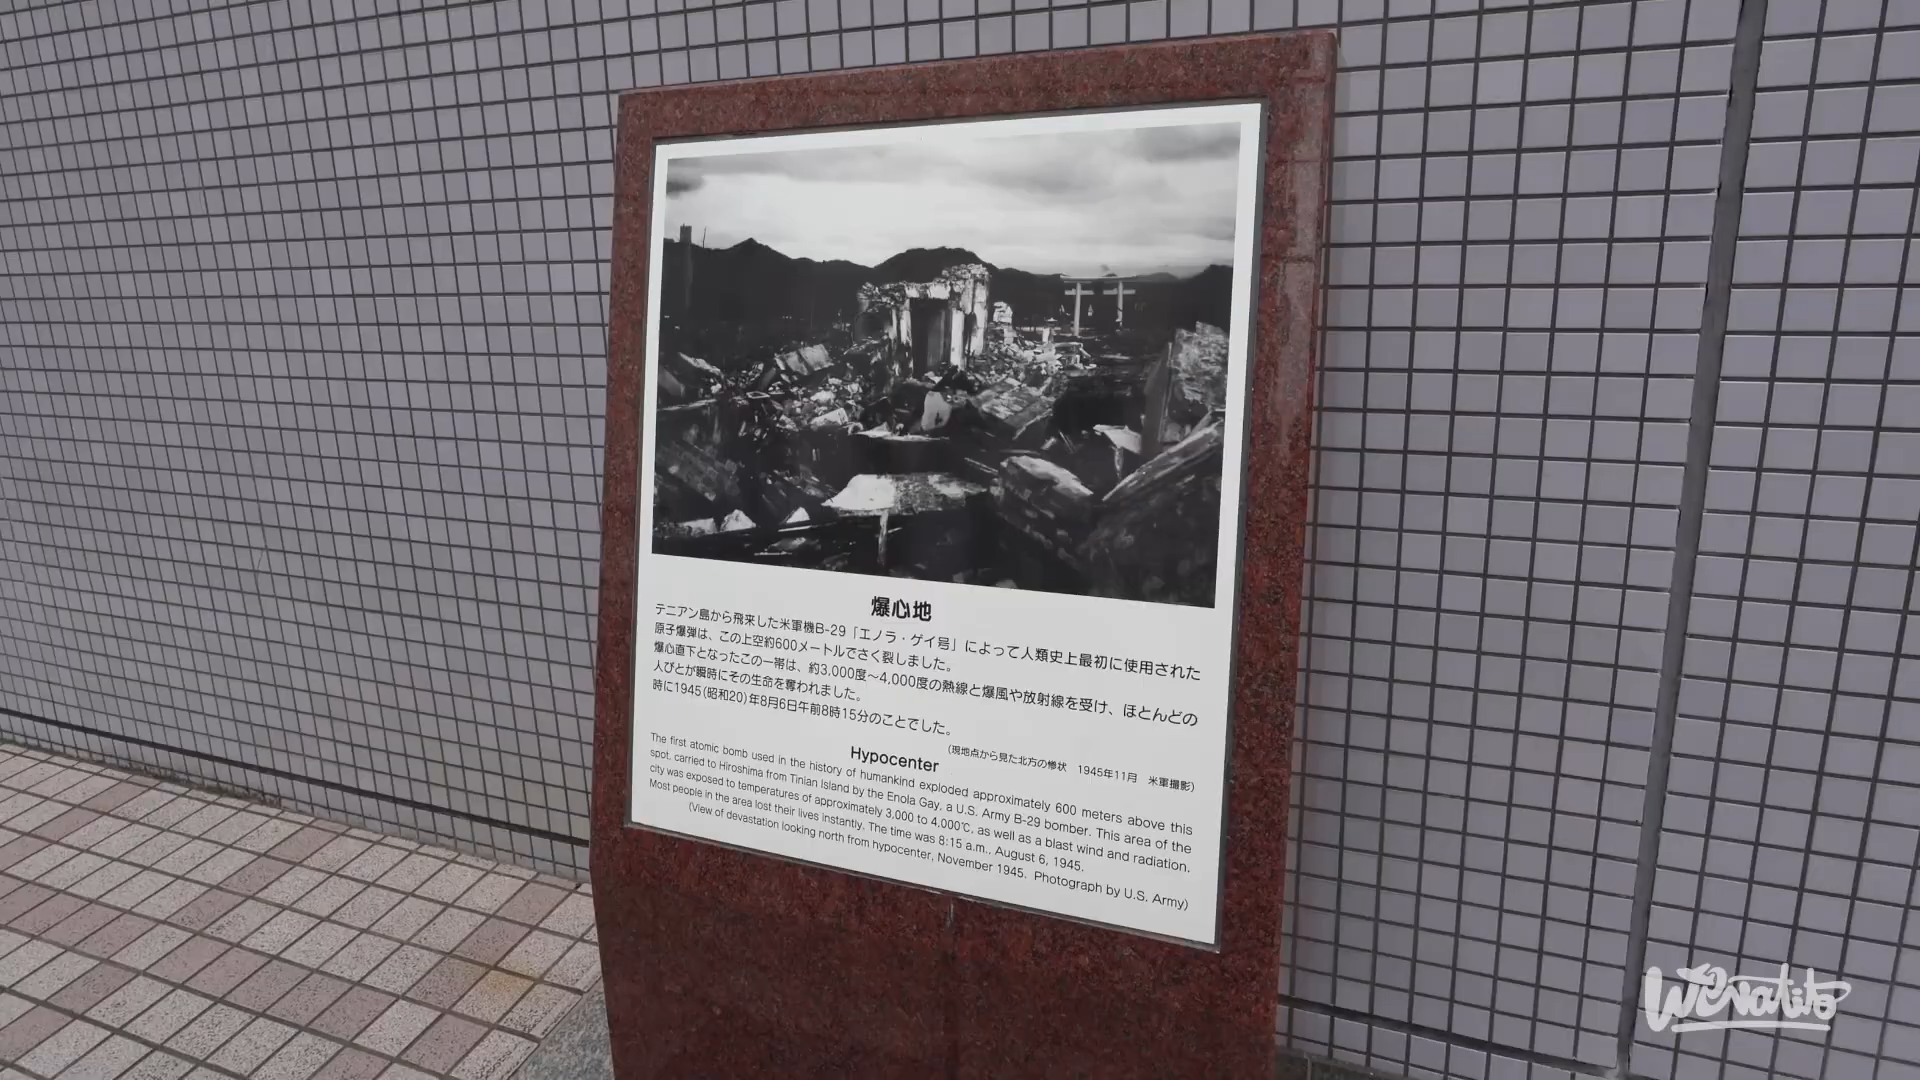 爆心地
テニアン島から飛来した米軍機B-29「エノラ・ゲイ号」によって人類史上最初に使用された
原子爆弾は、この上空約600メートルでさく裂しました。
爆心直下となったこの一帯は、約3,000度～4,000度の熱線と爆風や放射線を受け、ほとんどの
人びとが瞬時にその生命を奪われました。
時に1945(昭和20)年8月6日午前8時15分のことでした。
(現地点から見た北方の惨状 1945年11月 米軍撮影)
Hypocenter
The first atomic bomb used in the history of humankind exploded approximately 600 meters above this
spot, carried to Hiroshima from Tinian Island by the Enola Gay, a U.S. Army B-29 bomber. This area of the
city was exposed to temperatures of approximately 3,000 to 4,000℃, as well as a blast wind and radiation.
Most people in the area lost their lives instantly. The time was 8:15 a.m., August 6, 1945.
(View of devastation looking north from hypocenter, November 1945. Photograph by U.S. Army)